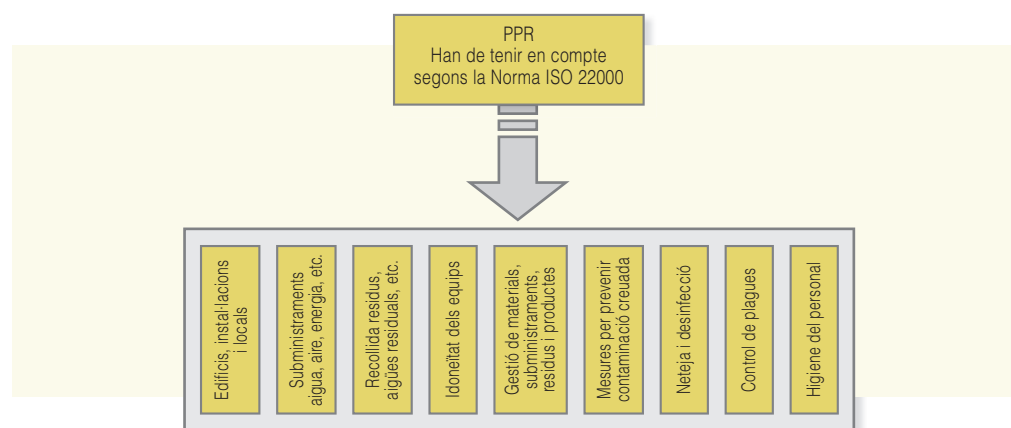 PPR
Han de tenir en compte
segons la Norma ISO 22000
Edificis, instal·lacions
i locals
Subministraments
aigua, aire, energia, etc.
Recollida residus,
aigües residuals, etc.
Idoneïtat dels equips
Gestió de materials,
subministraments,
residus i productes
Mesures per prevenir
contaminació creuada
Neteja i desinfecció
Control de plagues
Higiene del personal